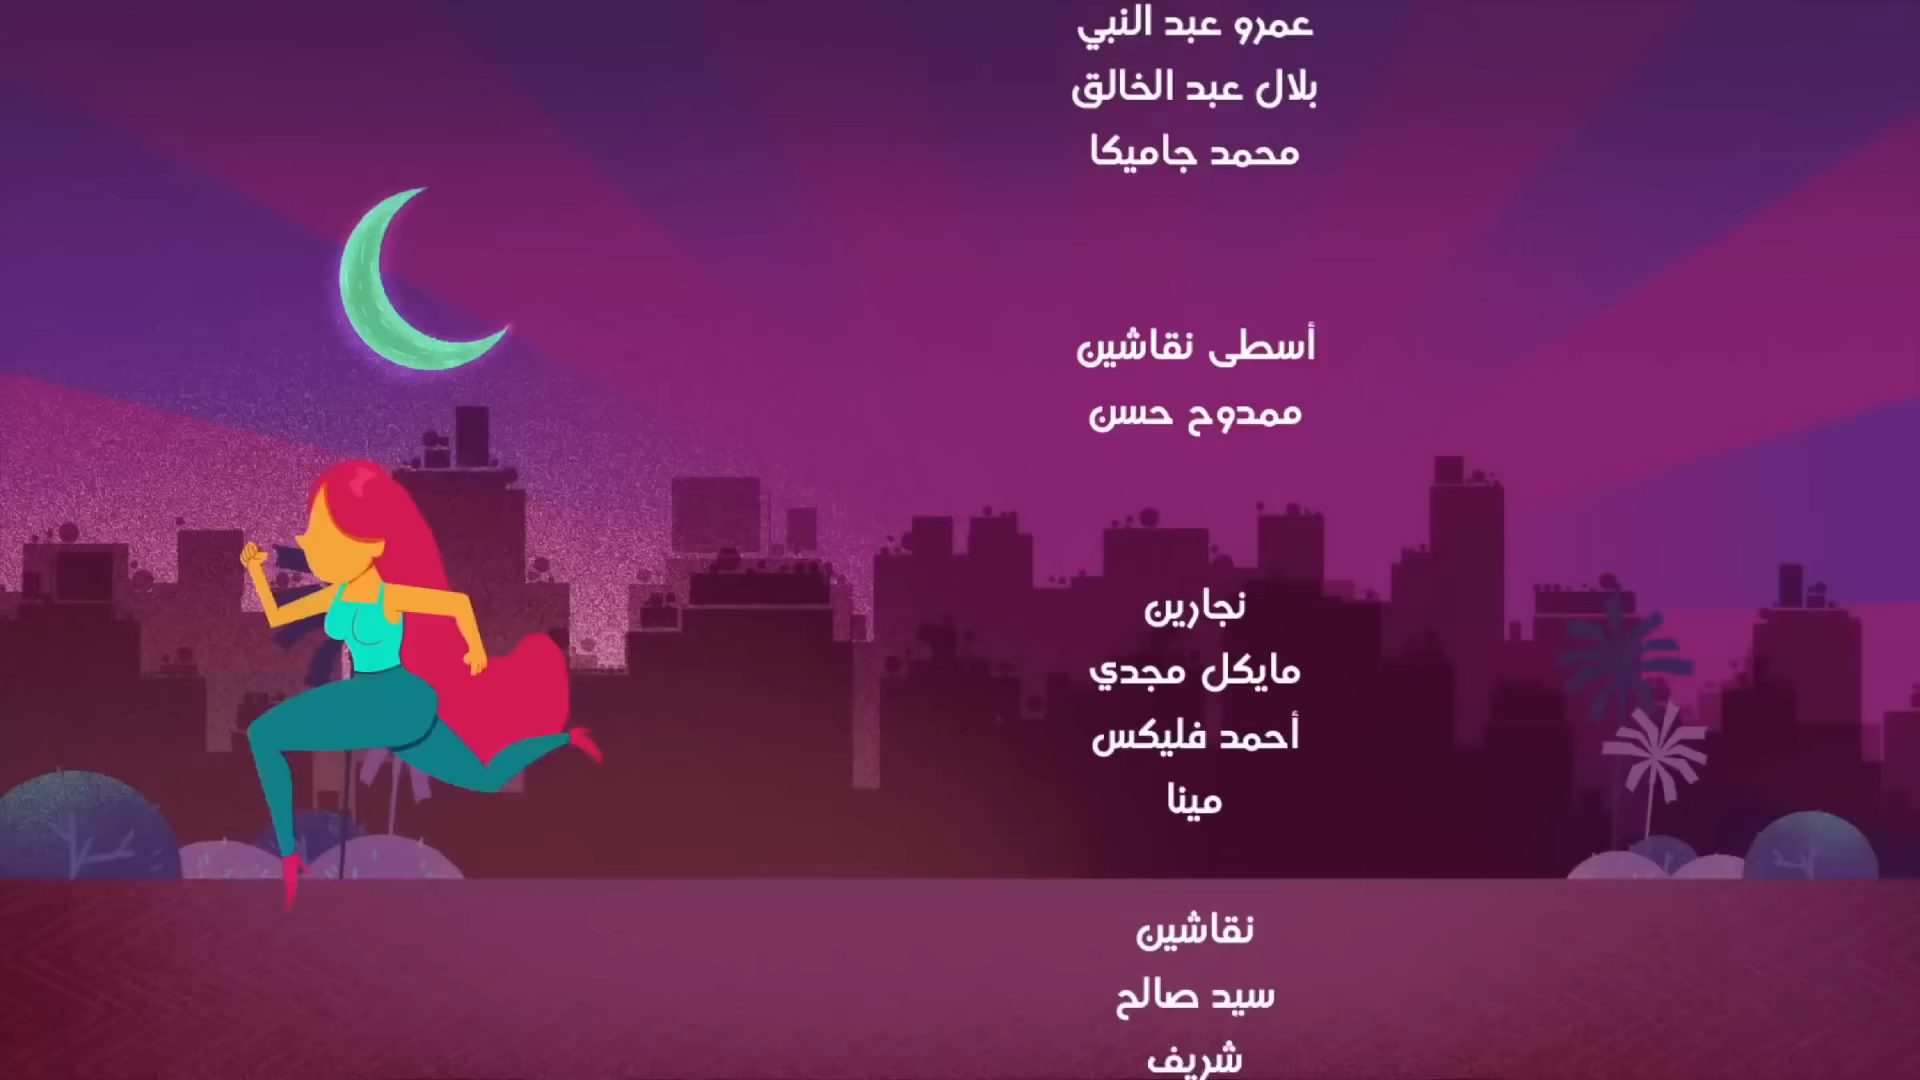 عمرو عبد النبي
بلال عبد الخالق
محمد جاميكا
أسطى نقاشين
ممدوح حسن
نجارين
مايكل مجدي
أحمد فليكس
مينا
نقاشين
سيد صالح
شريف